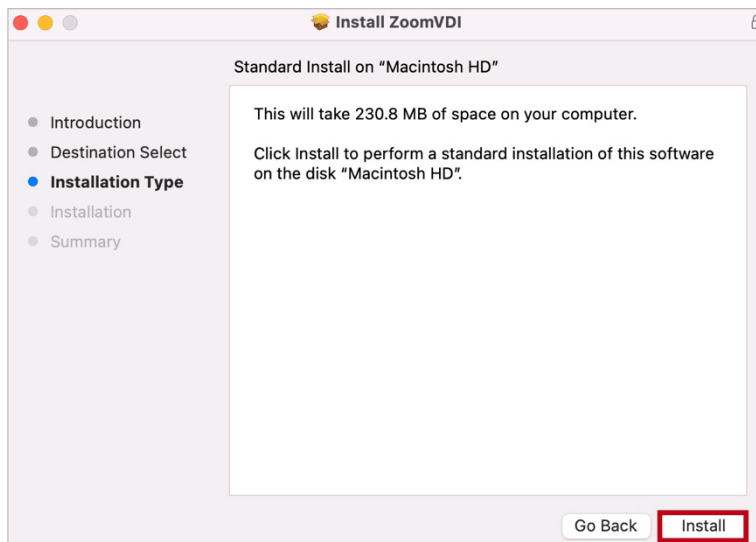 Install ZoomVDI
Standard Install on “Macintosh HD”
Introduction
Destination Select
Installation Type
Installation
Summary
This will take 230.8 MB of space on your computer.
Click Install to perform a standard installation of this software
on the disk “Macintosh HD”.
Go Back
Install